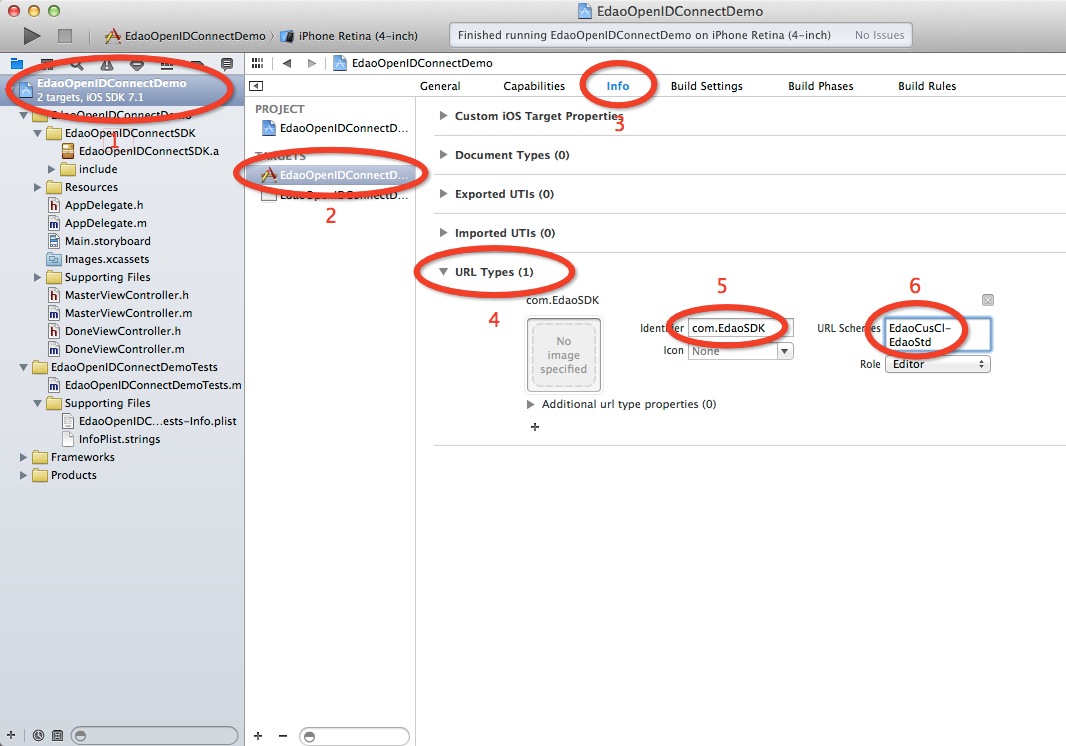 EdaoOpenIDConnectDemo
EdaoOpenIDConnectDemo
iPhone Retina (4-inch)
Finished running EdaoOpenIDConnectDemo on iPhone Retina (4-inch)
No Issues
EdaoOpenIDConnectDemo
2 targets, iOS SDK 7.1
1
EdaoOpenIDConnectDemo
EdaoOpenIDConnectSDK
EdaoOpenIDConnectSDK.a
include
Resources
AppDelegate.h
AppDelegate.m
Main.storyboard
Images.xcassets
Supporting Files
MasterViewController.h
MasterViewController.m
DoneViewController.h
DoneViewController.m
EdaoOpenIDConnectDemoTests
EdaoOpenIDConnectDemoTests.m
Supporting Files
EdaoOpenIDC...ests-Info.plist
InfoPlist.strings
Frameworks
Products
EdaoOpenIDConnectDemo
General
Capabilities
Info
Build Settings
Build Phases
Build Rules
3
PROJECT
EdaoOpenIDConnectD...
TARGETS
EdaoOpenIDConnectD...
EdaoOpenIDConnectD...
2
Custom iOS Target Properties
Document Types (0)
Exported UTIs (0)
Imported UTIs (0)
URL Types (1)
4
com.EdaoSDK
No
image
specified
5
Identifier
com.EdaoSDK
Icon
None
6
URL Schemes
EdaoCusCl-
EdaoStd
Role
Editor
Additional url type properties (0)